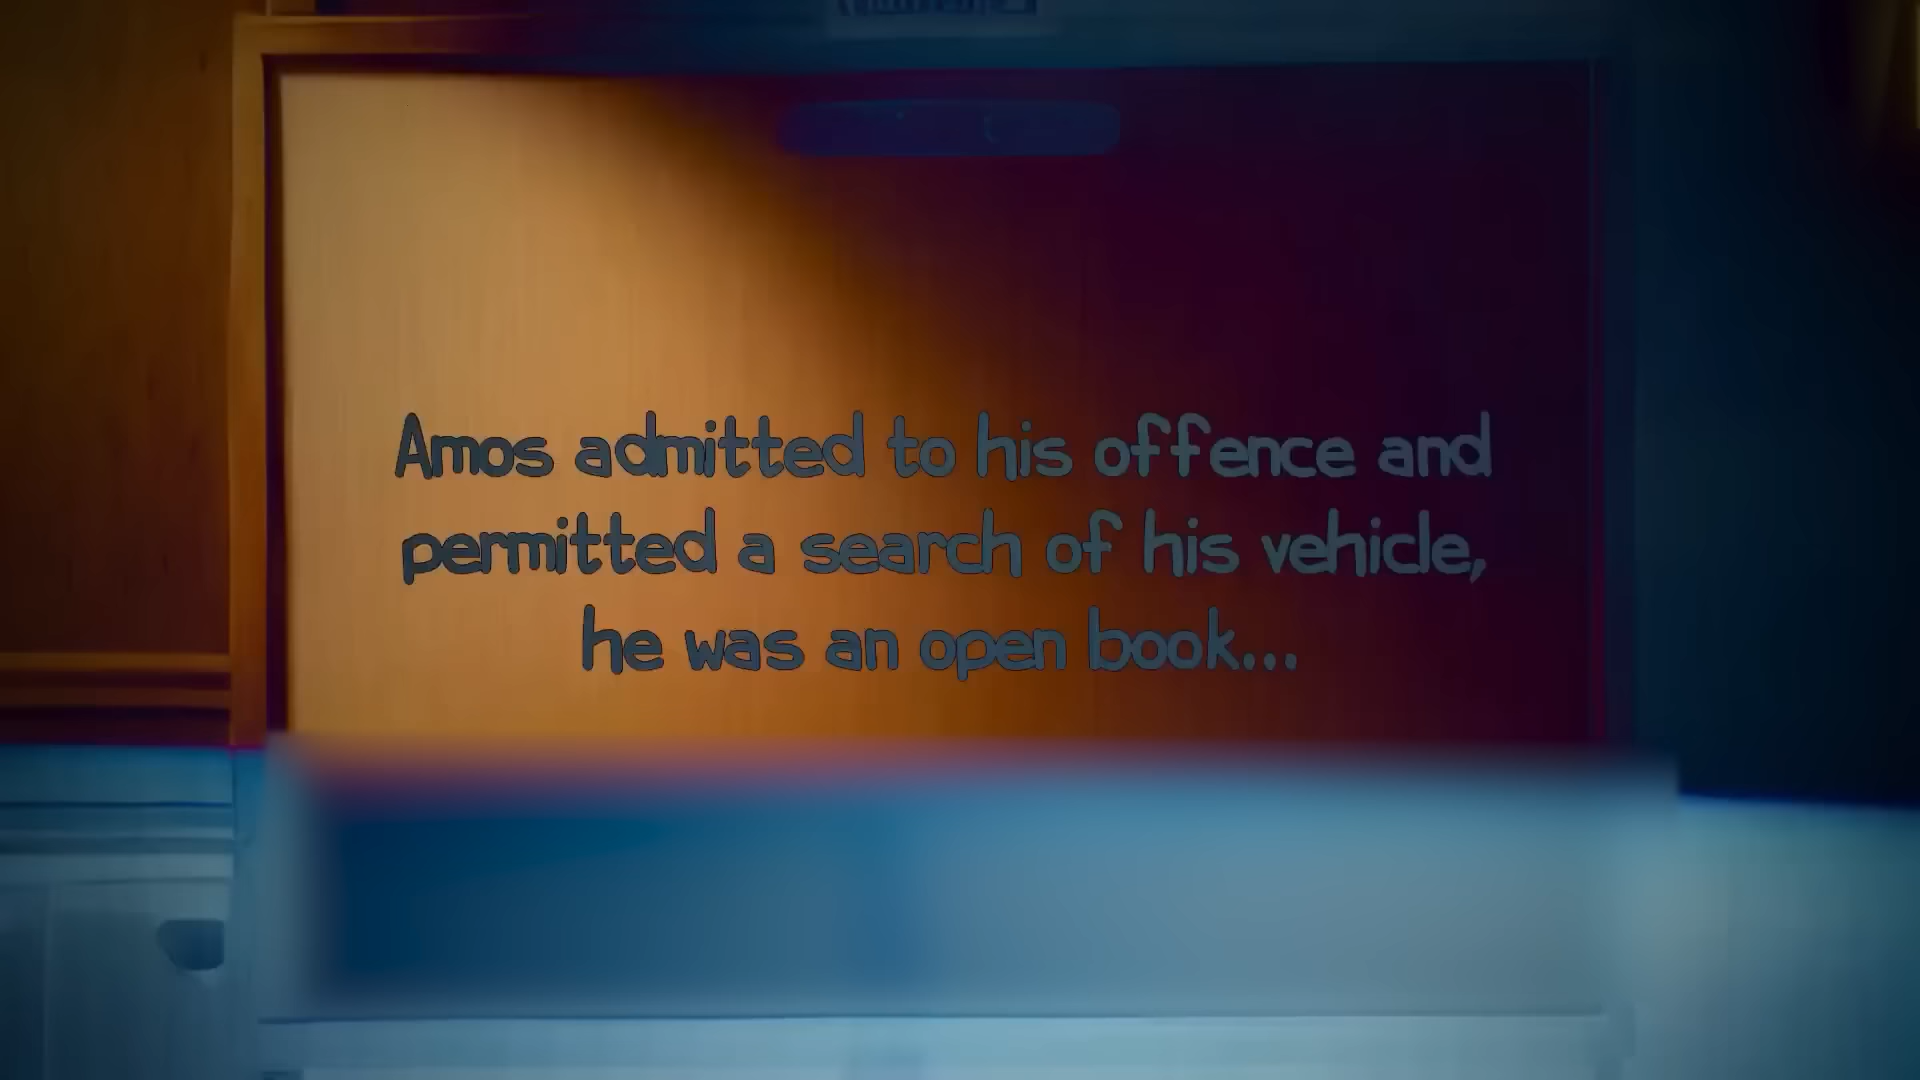 Amos admitted to his offence and
permitted a search of his vehicle,
he was an open book...